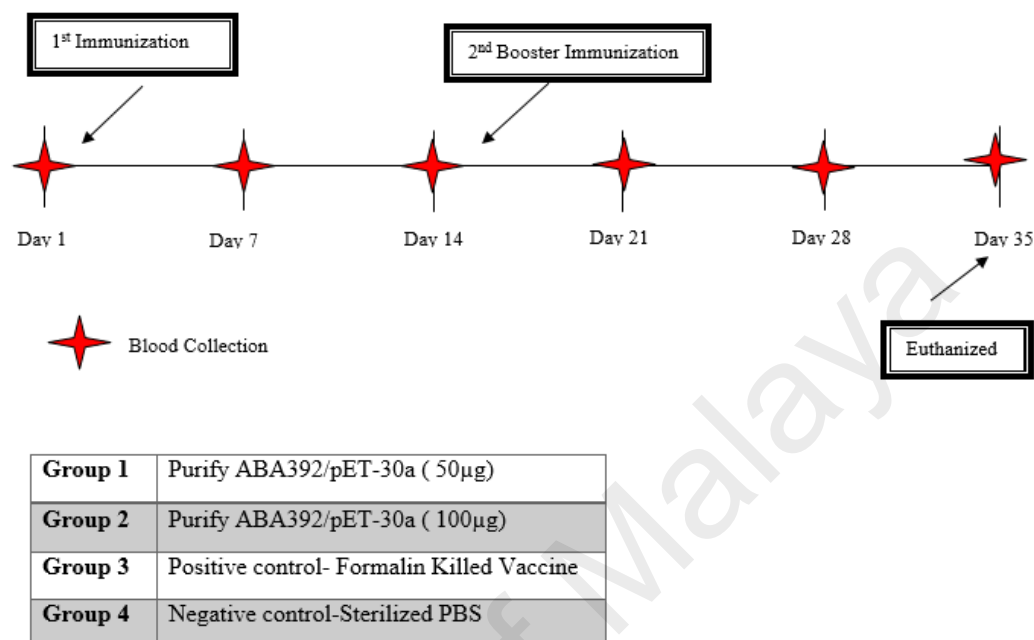 1st Immunization
2nd Booster Immunization
Day 1 Day 7 Day 14 Day 21 Day 28 Day 35
Blood Collection
Euthanized
Group 1 Purify ABA392/pET-30a ( 50µg)
Group 2 Purify ABA392/pET-30a ( 100µg)
Group 3 Positive control- Formalin Killed Vaccine
Group 4 Negative control-Sterilized PBS
of Malaya